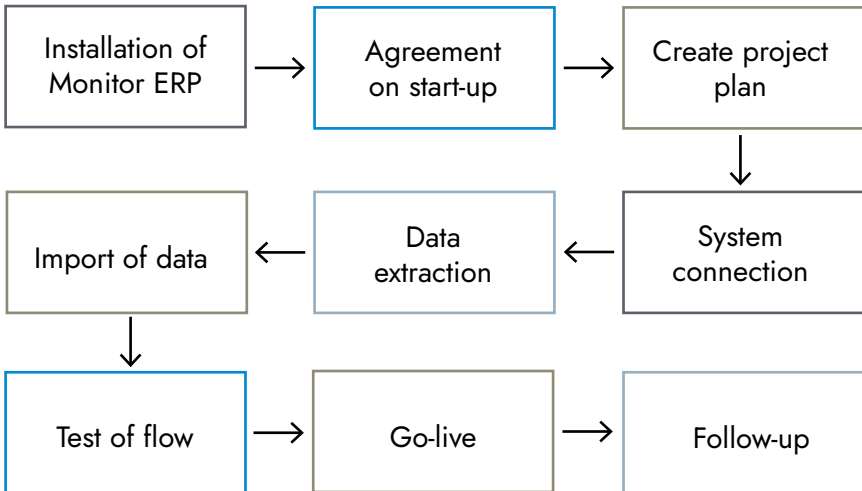 Installation of
Monitor ERP
Agreement
on start-up
Create project
plan
Import of data
Data
extraction
System
connection
Test of flow
Go-live
Follow-up